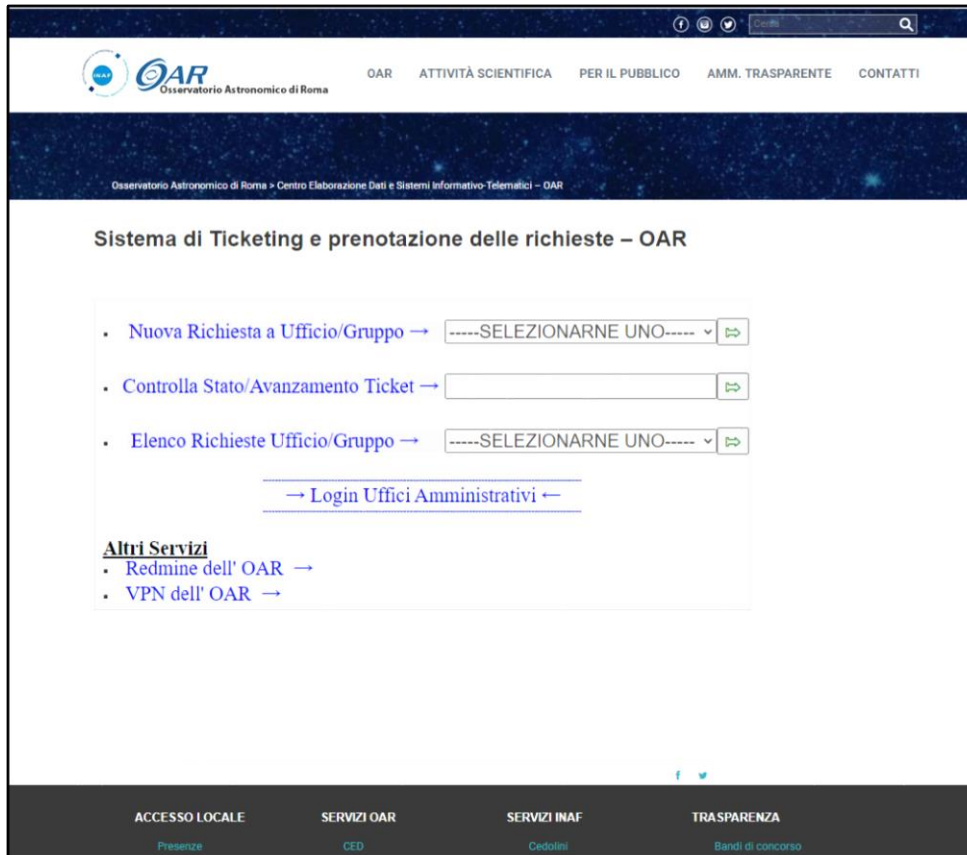 Cerca
INAF OAR
Osservatorio Astronomico di Roma
OAR ATTIVITÀ SCIENTIFICA PER IL PUBBLICO AMM. TRASPARENTE CONTATTI
Osservatorio Astronomico di Roma > Centro Elaborazione Dati e Sistemi Informativo-Telematici – OAR
Sistema di Ticketing e prenotazione delle richieste – OAR
• Nuova Richiesta a Ufficio/Gruppo → -----SELEZIONARNE UNO-----
• Controlla Stato/Avanzamento Ticket →
• Elenco Richieste Ufficio/Gruppo → -----SELEZIONARNE UNO-----
→ Login Uffici Amministrativi ←
Altri Servizi
• Redmine dell' OAR →
• VPN dell' OAR →
ACCESSO LOCALE SERVIZI OAR SERVIZI INAF TRASPARENZA
Presenze CED Cedolini Bandi di concorso